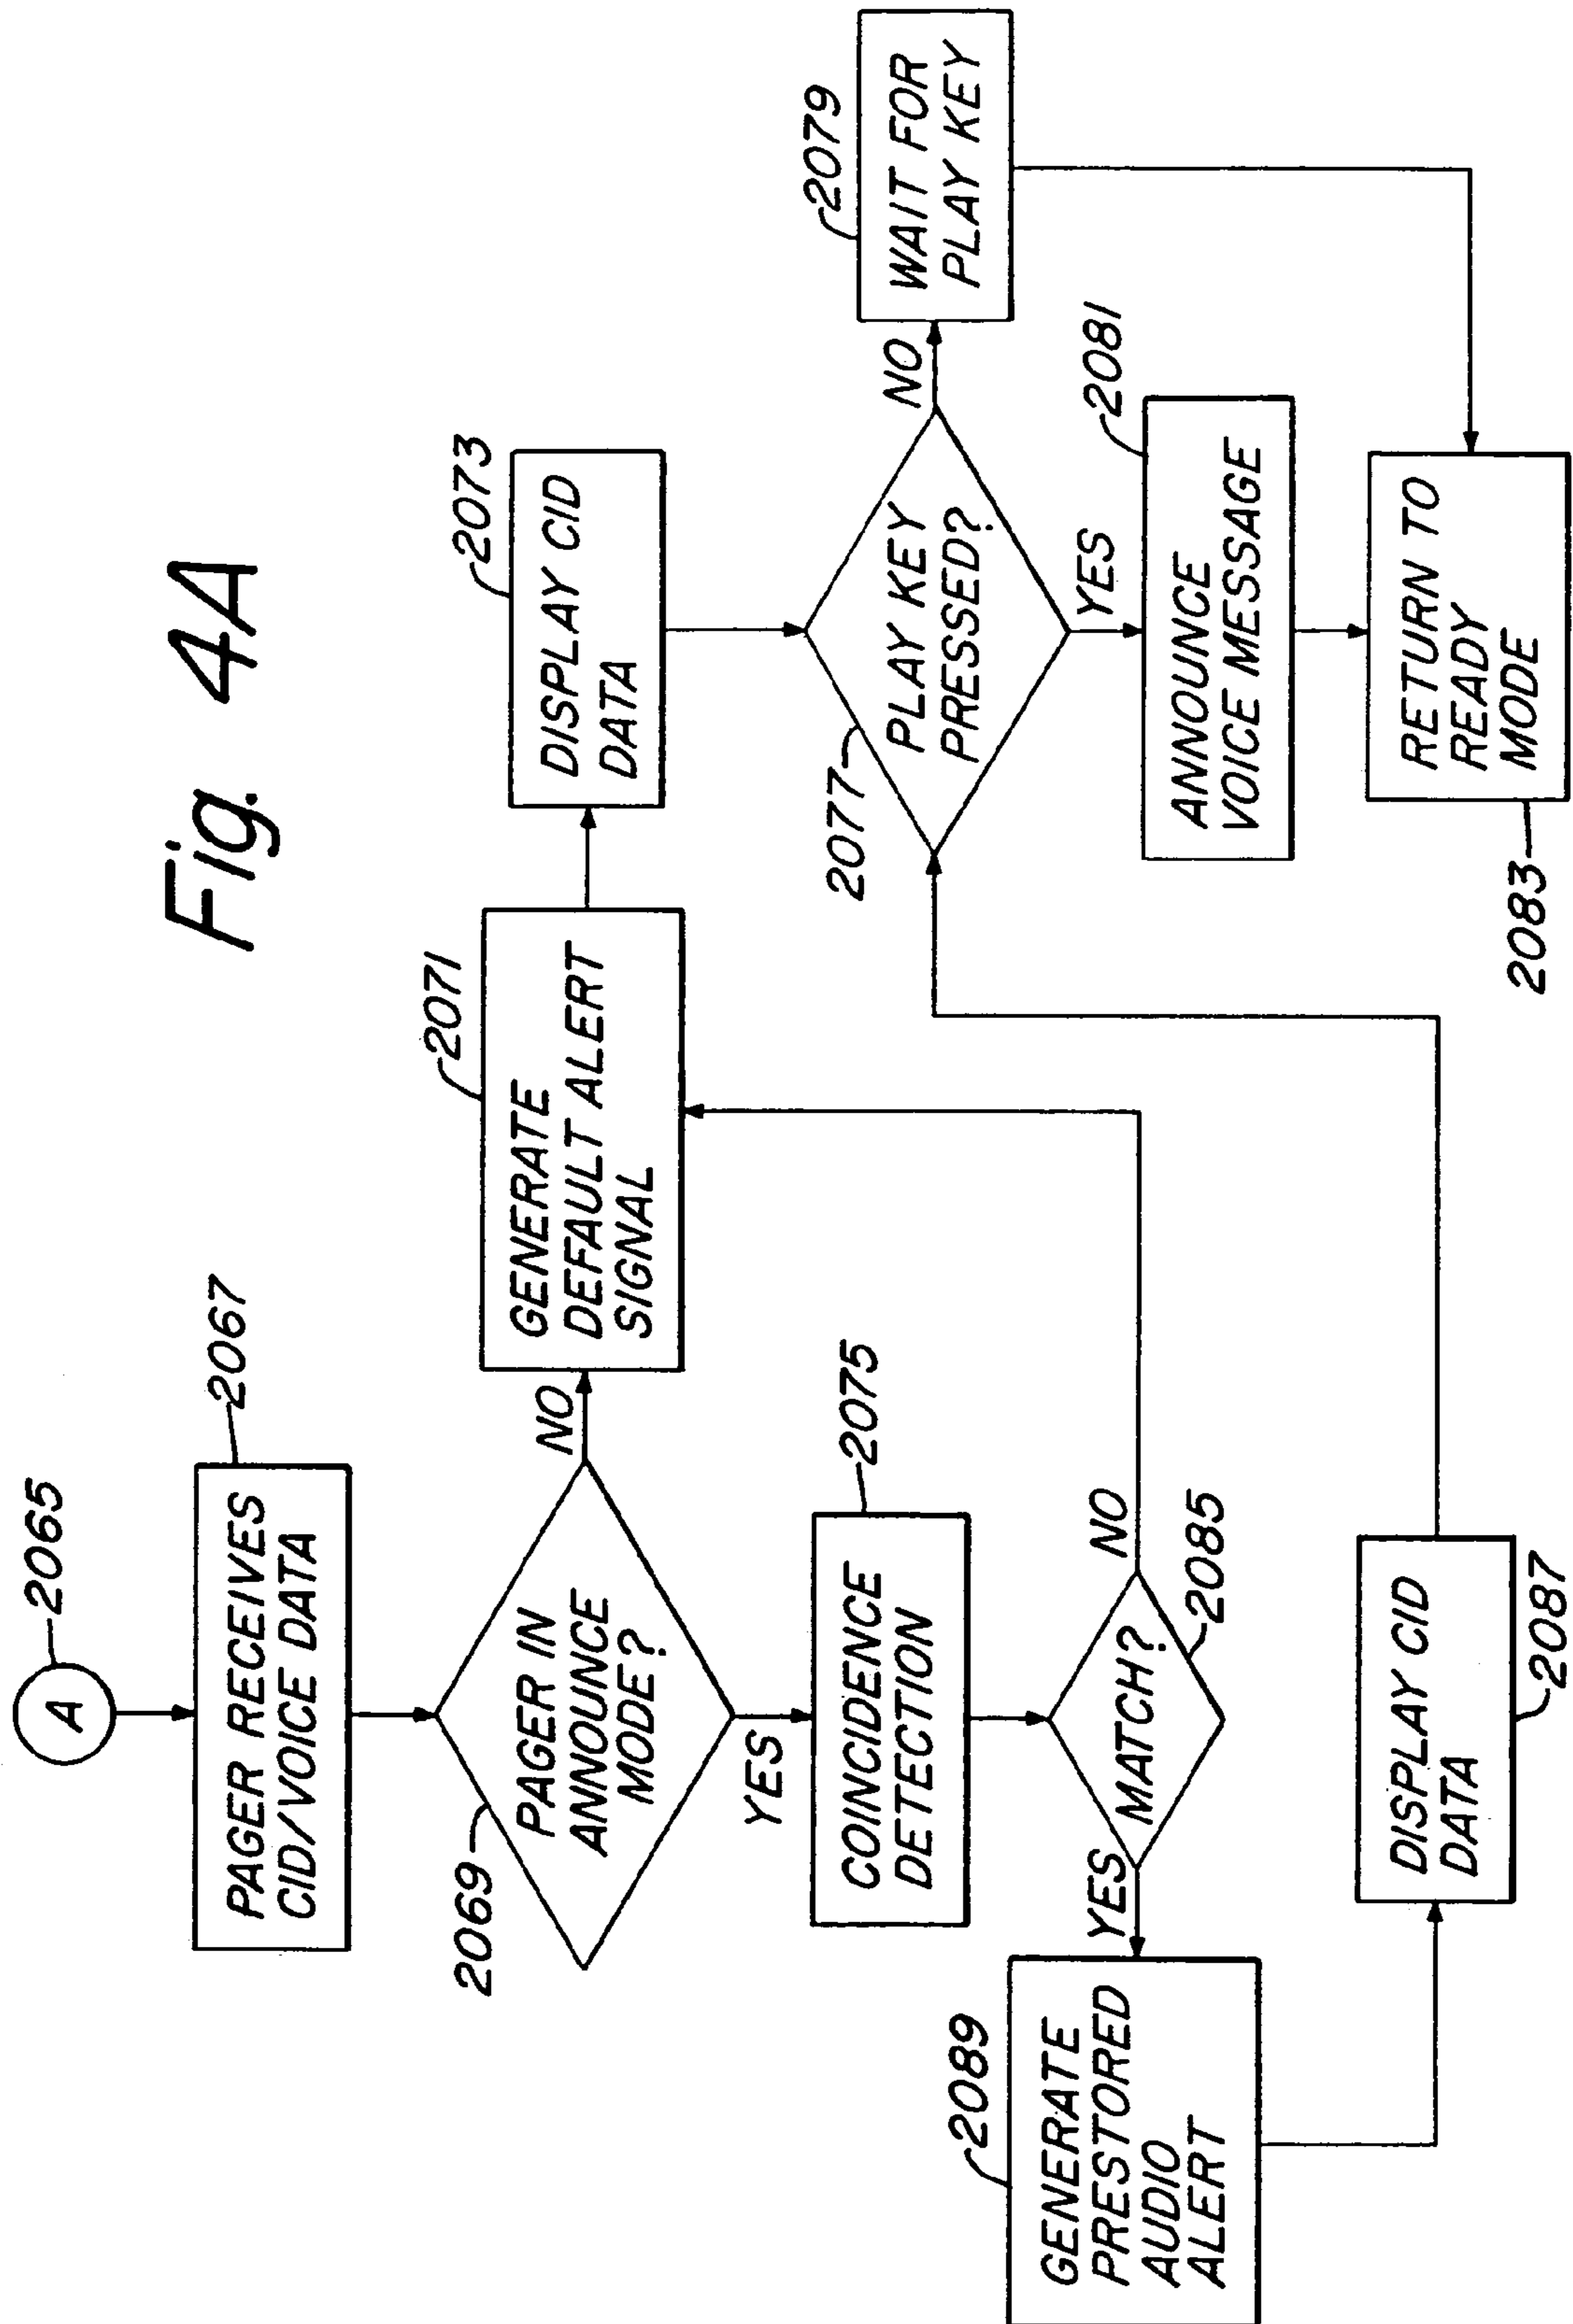 Fig. 4A
A
2065
PAGER RECEIVES
CID/VOICE DATA
2067
PAGER IN
ANNOUNCE
MODE?
2069
NO
YES
GENERATE
DEFAULT ALERT
SIGNAL
2071
DISPLAY CID
DATA
2073
COINCIDENCE
DETECTION
2075
MATCH?
2085
NO
YES
GENERATE
PRESTORED
AUDIO
ALERT
2089
DISPLAY CID
DATA
2087
PLAY KEY
PRESSED?
2077
NO
YES
WAIT FOR
PLAY KEY
2079
ANNOUNCE
VOICE MESSAGE
2081
RETURN TO
READY
MODE
2083